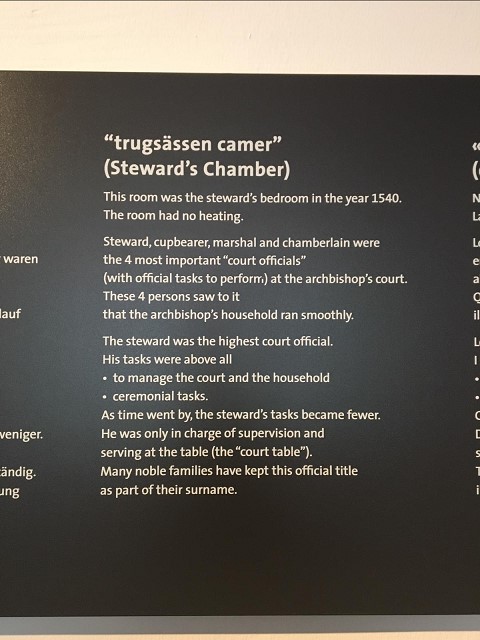 “trugsässen camer”
(Steward’s Chamber)
This room was the steward’s bedroom in the year 1540.
The room had no heating.
Steward, cupbearer, marshal and chamberlain were
the 4 most important “court officials”
(with official tasks to perform) at the archbishop’s court.
These 4 persons saw to it
that the archbishop’s household ran smoothly.
The steward was the highest court official.
His tasks were above all
• to manage the court and the household
• ceremonial tasks.
As time went by, the steward’s tasks became fewer.
He was only in charge of supervision and
serving at the table (the “court table”).
Many noble families have kept this official title
as part of their surname.
waren
lauf
weniger.
ändig.
ung